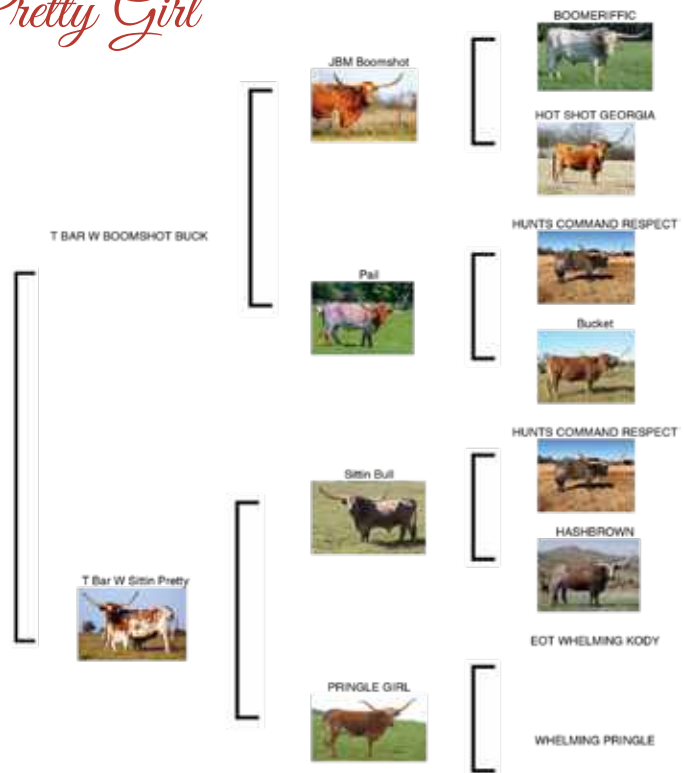 Pretty Girl
BOOMERIFFIC
JBM Boomshot
HOT SHOT GEORGIA
T BAR W BOOMSHOT BUCK
HUNTS COMMAND RESPECT
Pail
Bucket
HUNTS COMMAND RESPECT
Sittin Bull
HASHBROWN
T Bar W Sittin Pretty
EOT WHELMING KODY
PRINGLE GIRL
WHELMING PRINGLE